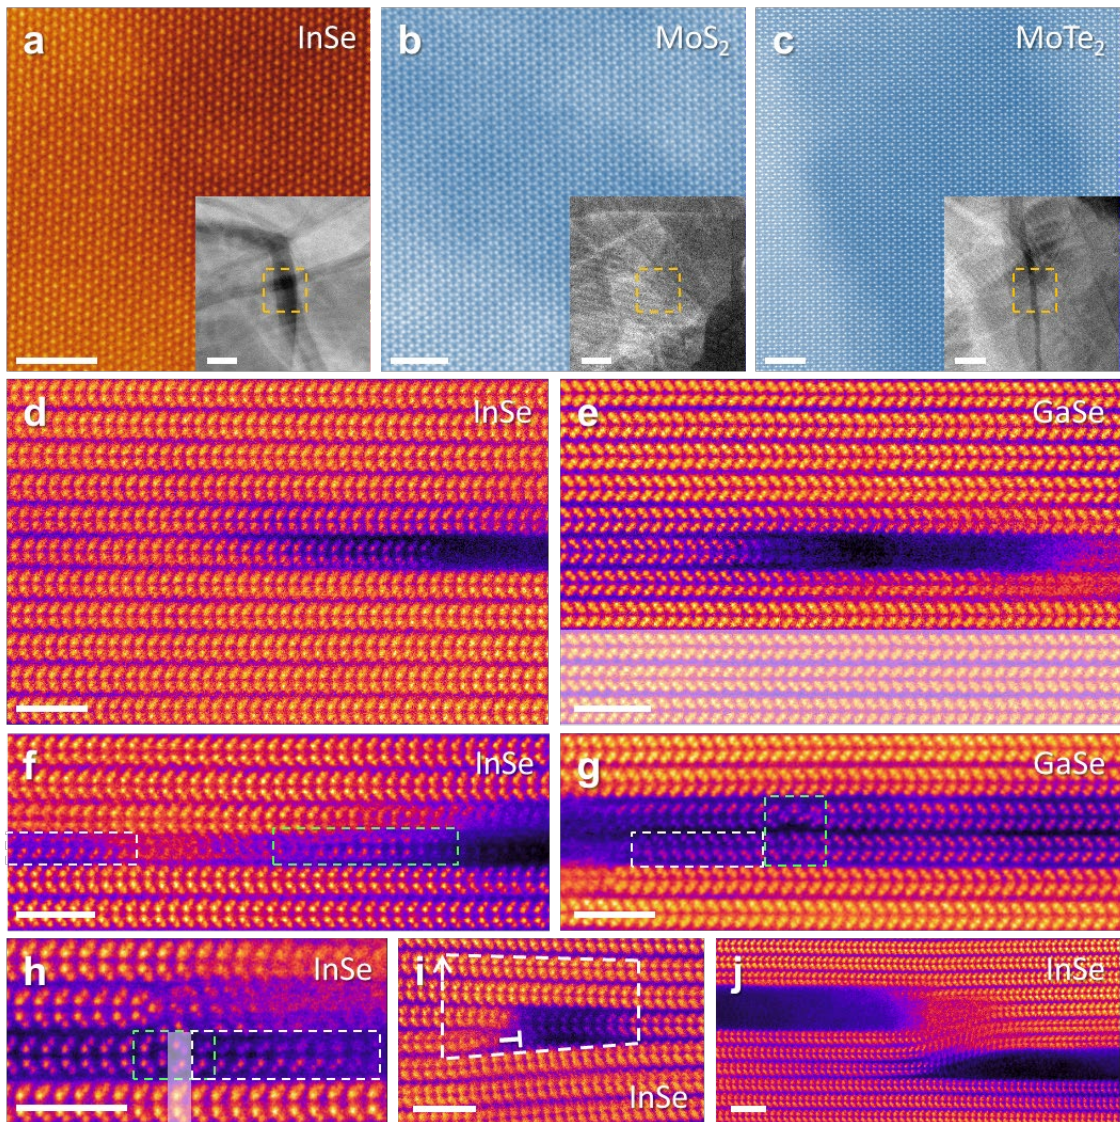 a InSe
b MoS₂
c MoTe₂
d InSe
e GaSe
f InSe
g GaSe
h InSe
i InSe
j InSe